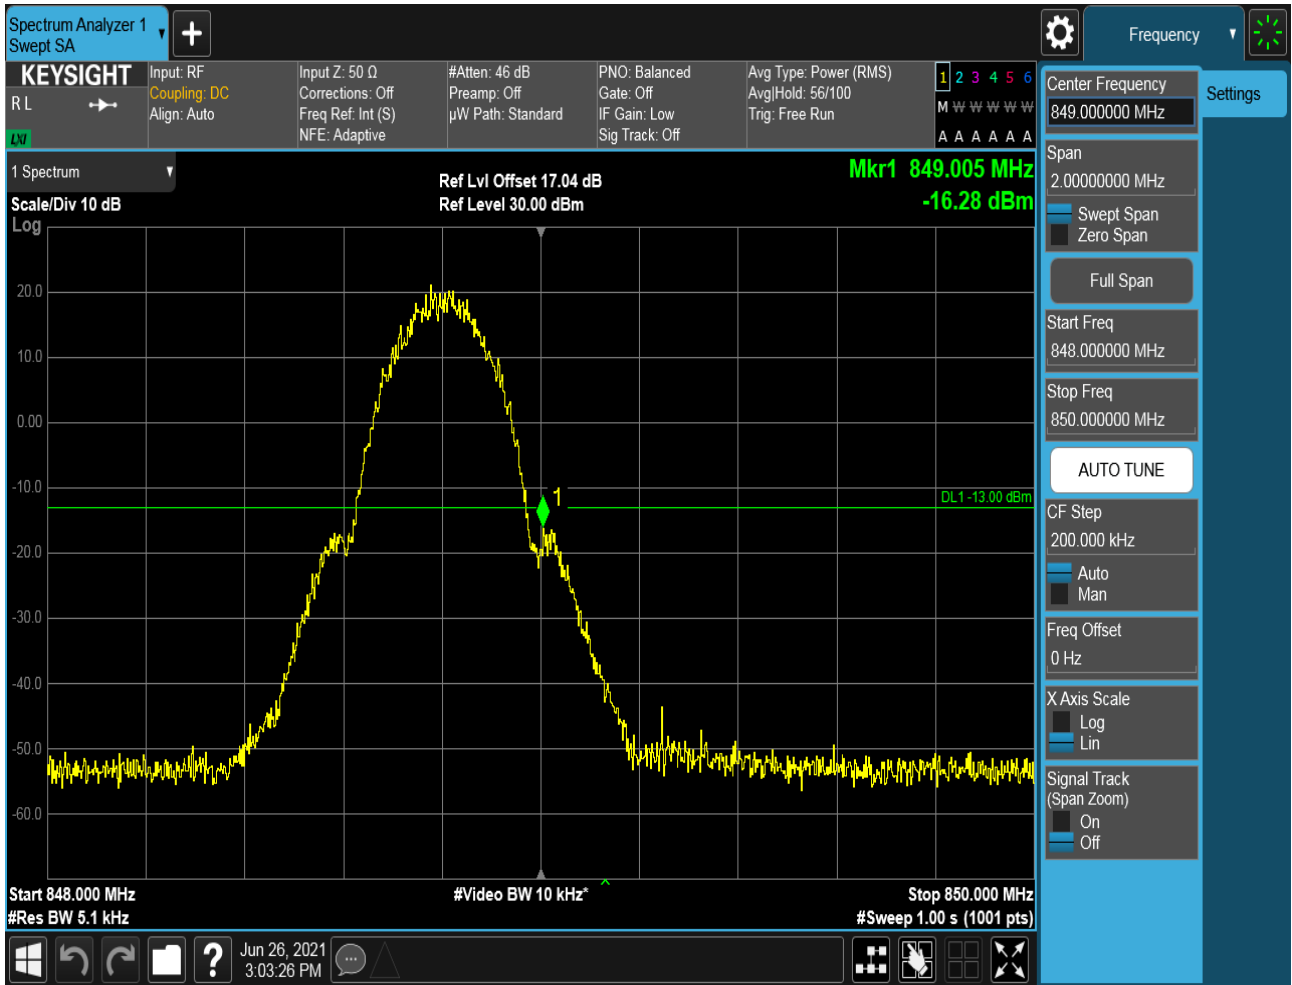 Spectrum Analyzer 1
Swept SA
Frequency
KEYSIGHT
R L
LXI
Input: RF
Coupling: DC
Align: Auto
Input Z: 50 Ω
Corrections: Off
Freq Ref: Int (S)
NFE: Adaptive
#Atten: 46 dB
Preamp: Off
µW Path: Standard
PNO: Balanced
Gate: Off
IF Gain: Low
Sig Track: Off
Avg Type: Power (RMS)
Avg|Hold: 56/100
Trig: Free Run
1 2 3 4 5 6
M W W W W W
A A A A A A
1 Spectrum
Scale/Div 10 dB
Log
Ref Lvl Offset 17.04 dB
Ref Level 30.00 dBm
Mkr1 849.005 MHz
-16.28 dBm
20.0
10.0
0.00
-10.0
-20.0
-30.0
-40.0
-50.0
-60.0
1
DL1 -13.00 dBm
Start 848.000 MHz
#Res BW 5.1 kHz
#Video BW 10 kHz*
Stop 850.000 MHz
#Sweep 1.00 s (1001 pts)
Center Frequency
849.000000 MHz
Settings
Span
2.00000000 MHz
Swept Span
Zero Span
Full Span
Start Freq
848.000000 MHz
Stop Freq
850.000000 MHz
AUTO TUNE
CF Step
200.000 kHz
Auto
Man
Freq Offset
0 Hz
X Axis Scale
Log
Lin
Signal Track
(Span Zoom)
On
Off
?
Jun 26, 2021
3:03:26 PM